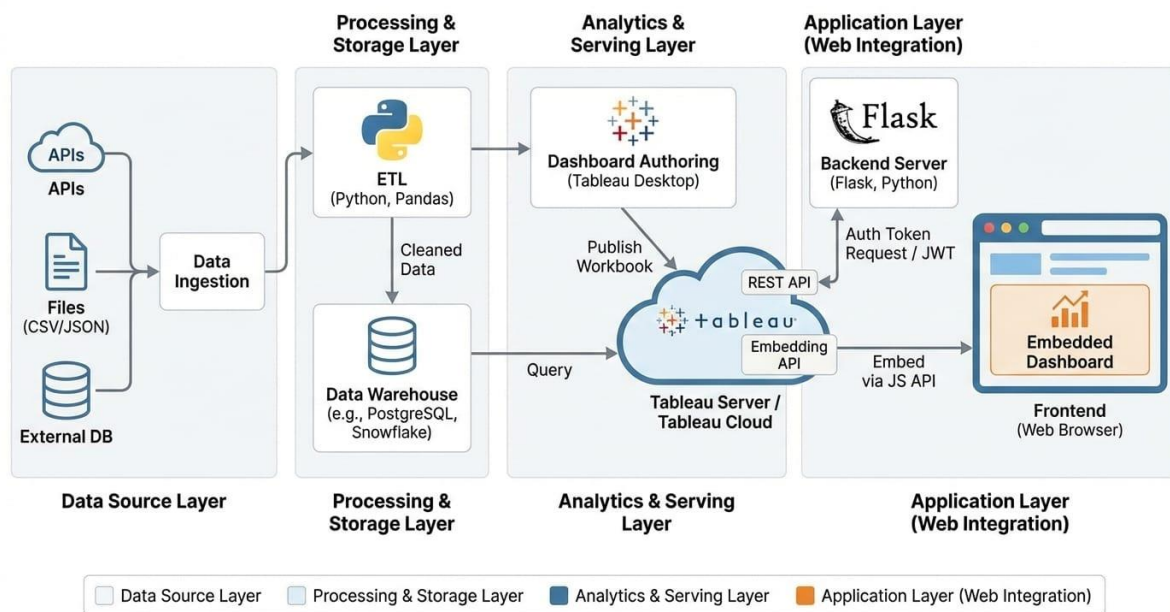 Processing &
Storage Layer
Analytics &
Serving Layer
Application Layer
(Web Integration)
APIs
APIs
Files
(CSV/JSON)
External DB
Data
Ingestion
Data Source Layer
ETL
(Python, Pandas)
Cleaned
Data
Data Warehouse
(e.g., PostgreSQL,
Snowflake)
Processing &
Storage Layer
Dashboard Authoring
(Tableau Desktop)
Publish
Workbook
Query
REST API
tableau
Embedding
API
Tableau Server /
Tableau Cloud
Analytics & Serving
Layer
Flask
Backend Server
(Flask, Python)
Auth Token
Request / JWT
Embed
via JS API
Embedded
Dashboard
Frontend
(Web Browser)
Application Layer
(Web Integration)
Data Source Layer
Processing & Storage Layer
Analytics & Serving Layer
Application Layer (Web Integration)